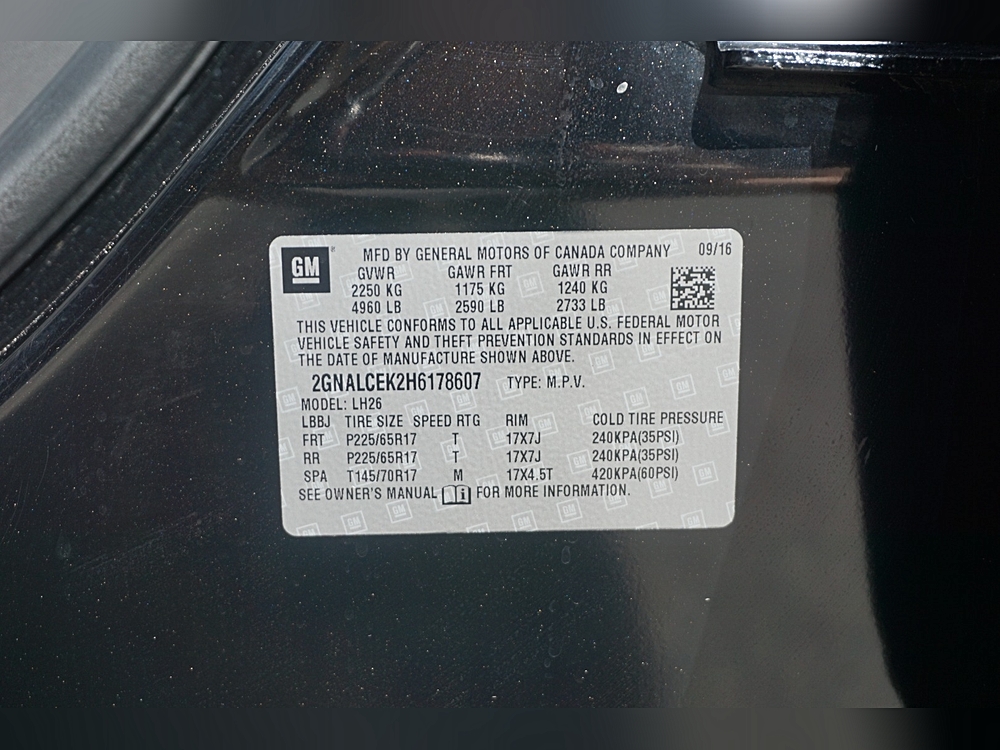 GM MFD BY GENERAL MOTORS OF CANADA COMPANY 09/16
GVWR GAWR FRT GAWR RR
2250 KG 1175 KG 1240 KG
4960 LB 2590 LB 2733 LB
THIS VEHICLE CONFORMS TO ALL APPLICABLE U.S. FEDERAL MOTOR
VEHICLE SAFETY AND THEFT PREVENTION STANDARDS IN EFFECT ON
THE DATE OF MANUFACTURE SHOWN ABOVE.
2GNALCEK2H6178607 TYPE: M.P.V.
MODEL: LH26
LBBJ TIRE SIZE SPEED RTG RIM COLD TIRE PRESSURE
FRT P225/65R17 T 17X7J 240KPA(35PSI)
RR P225/65R17 T 17X7J 240KPA(35PSI)
SPA T145/70R17 M 17X4.5T 420KPA(60PSI)
SEE OWNER'S MANUAL FOR MORE INFORMATION.